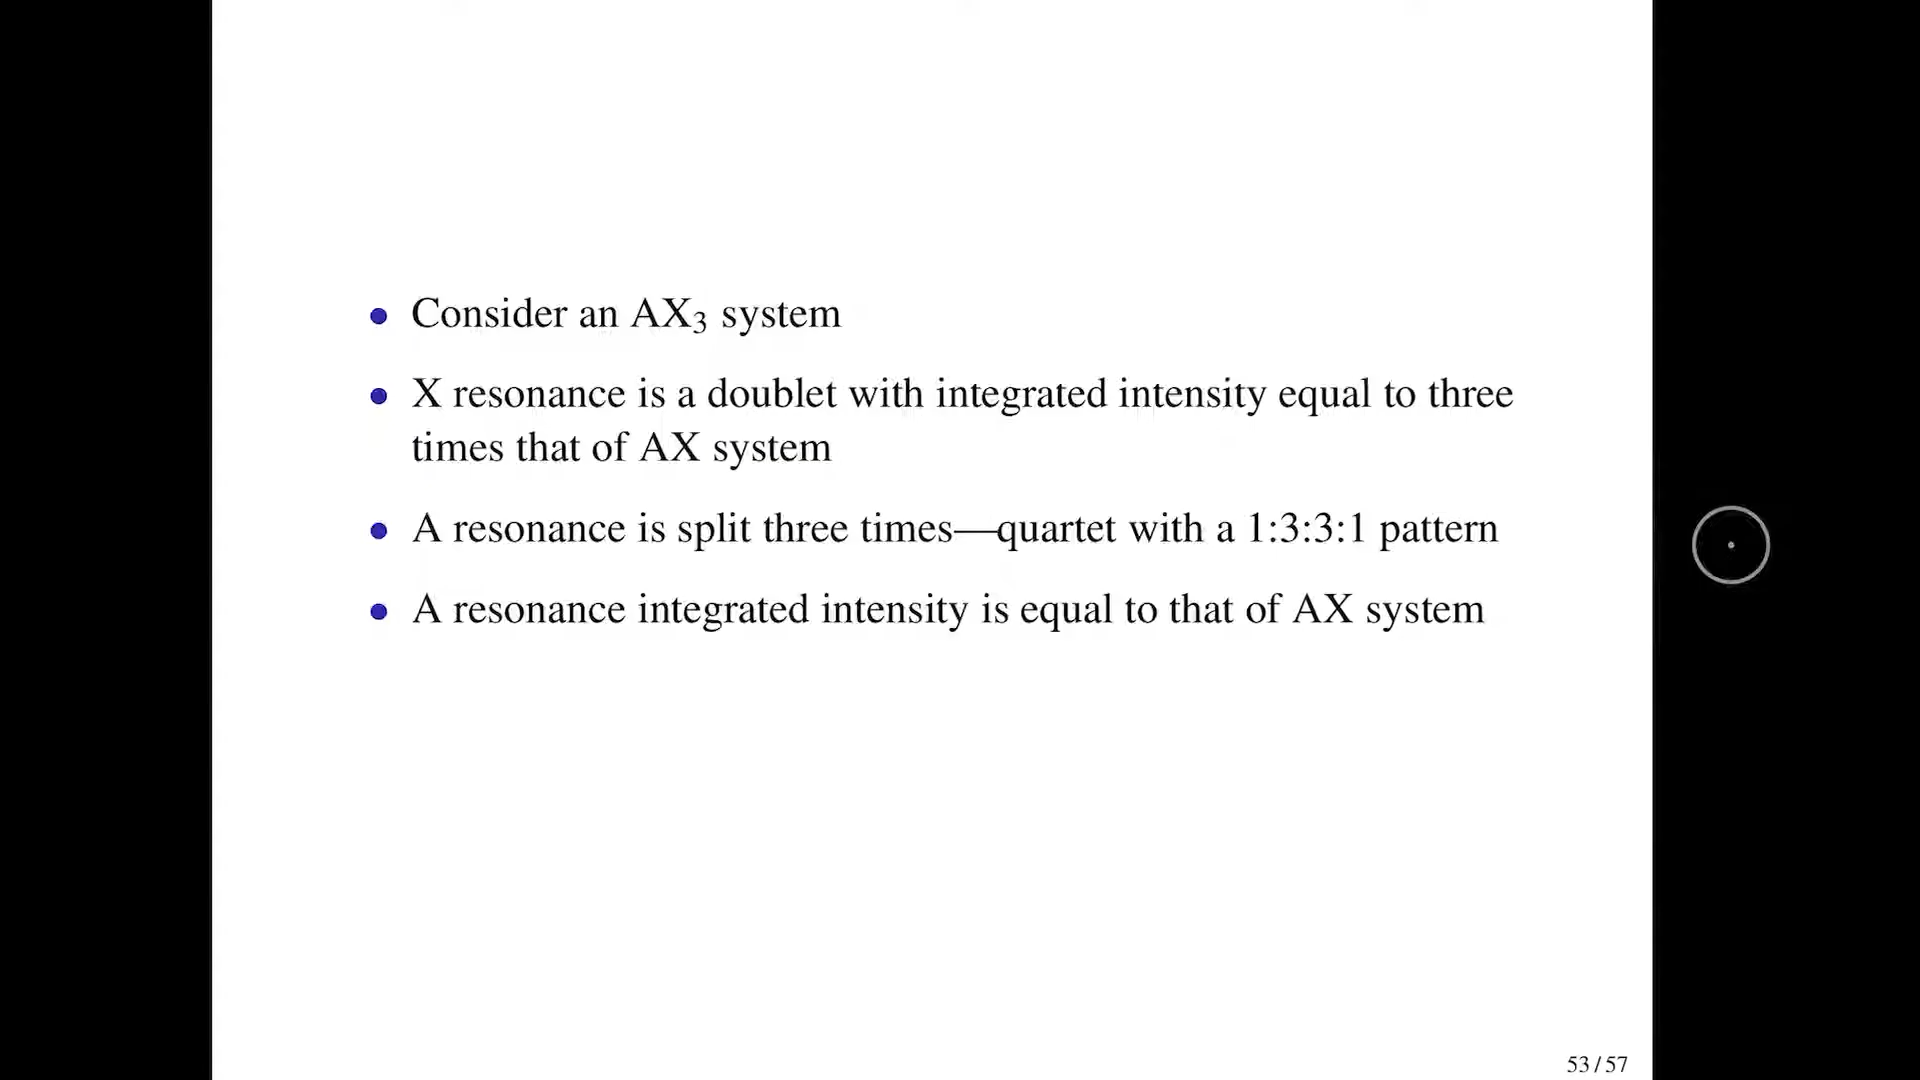 • Consider an AX₃ system
• X resonance is a doublet with integrated intensity equal to three
times that of AX system
• A resonance is split three times—quartet with a 1:3:3:1 pattern
• A resonance integrated intensity is equal to that of AX system
53 / 57